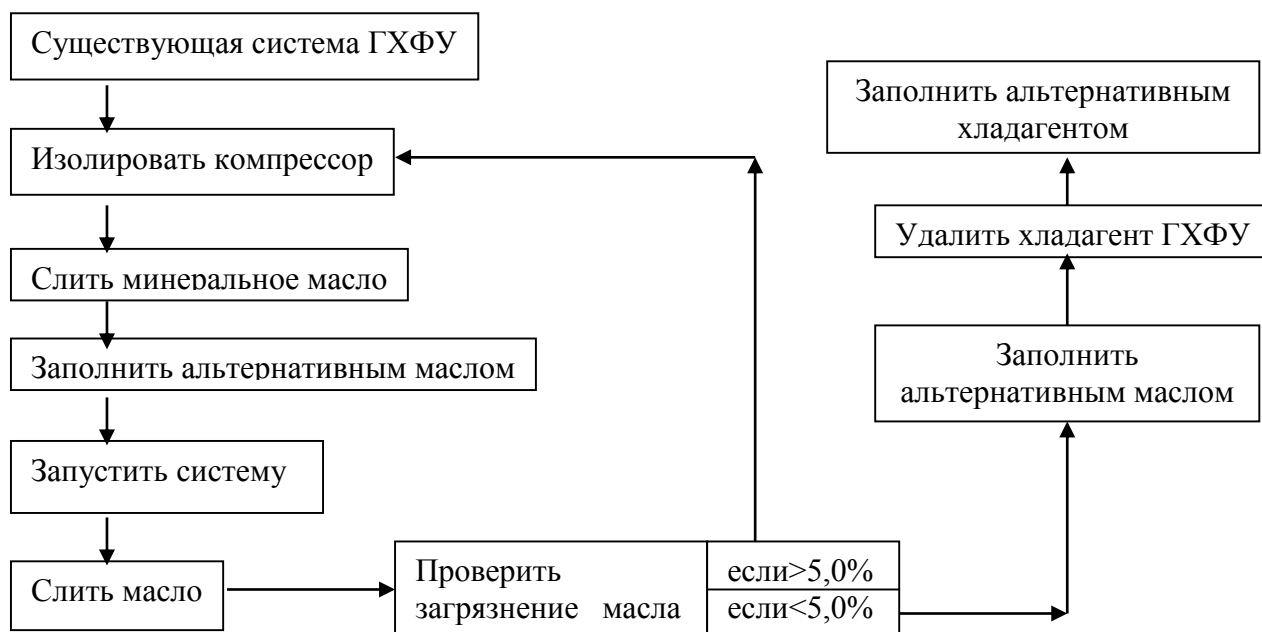 Существующая система ГХФУ
Изолировать компрессор
Слить минеральное масло
Заполнить альтернативным маслом
Запустить систему
Слить масло
Проверить
загрязнение масла
если>5,0%
если<5,0%
Заполнить альтернативным
хладагентом
Удалить хладагент ГХФУ
Заполнить
альтернативным маслом